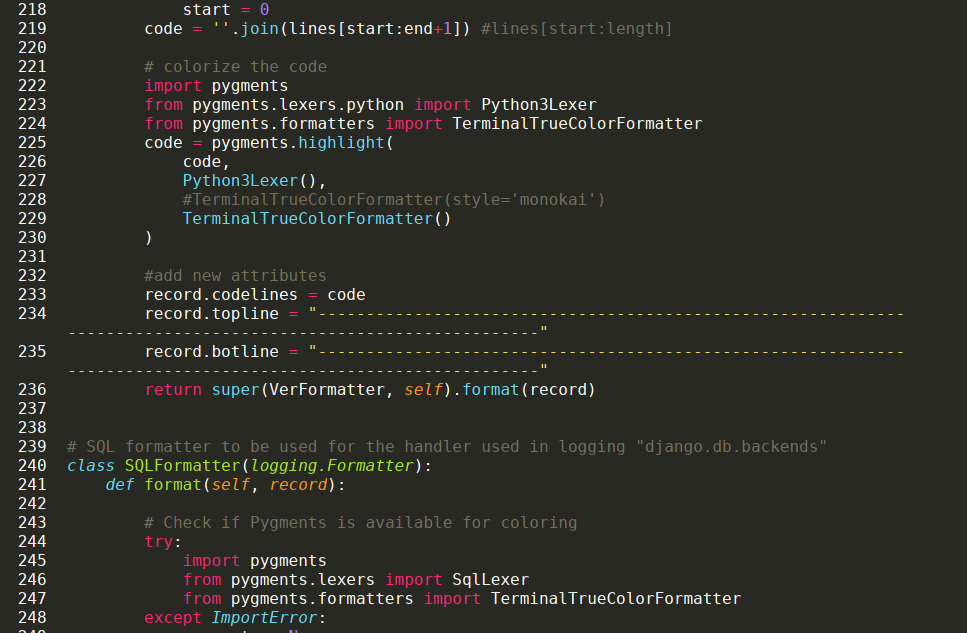 218             start = 0
219         code = ''.join(lines[start:end+1]) #lines[start:length]
220
221         # colorize the code
222         import pygments
223         from pygments.lexers.python import Python3Lexer
224         from pygments.formatters import TerminalTrueColorFormatter
225         code = pygments.highlight(
226             code,
227             Python3Lexer(),
228             #TerminalTrueColorFormatter(style='monokai')
229             TerminalTrueColorFormatter()
230         )
231
232         #add new attributes
233         record.codelines = code
234         record.topline = "-------------------------------------------------------------
-------------------------------------------------"
235         record.botline = "-------------------------------------------------------------
-------------------------------------------------"
236         return super(VerFormatter, self).format(record)
237
238
239 # SQL formatter to be used for the handler used in logging "django.db.backends"
240 class SQLFormatter(logging.Formatter):
241     def format(self, record):
242
243         # Check if Pygments is available for coloring
244         try:
245             import pygments
246             from pygments.lexers import SqlLexer
247             from pygments.formatters import TerminalTrueColorFormatter
248         except ImportError: